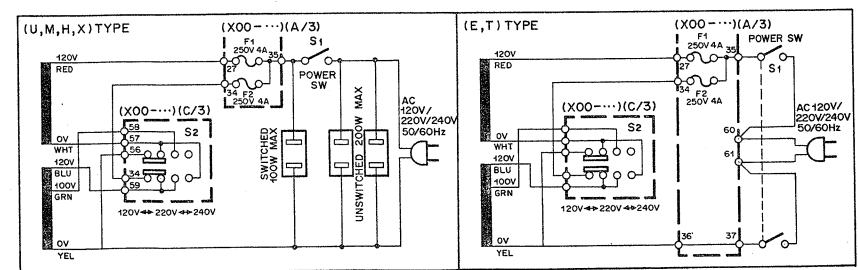 (U,M,H,X) TYPE
(X00-···)(A/3)
F1
250V 4A
35
S1
120V
RED
27
34
F2
250V 4A
POWER
SW
AC
120V/
220V/240V
50/60Hz
(X00-···)(C/3)
58
57
S2
0V
WHT
56
120V
BLU
34
100V
GRN
59
120V↔220V↔240V
SWITCHED
100W MAX
UNSWITCHED 200W MAX
0V
YEL
(E,T) TYPE
(X00-···)(A/3)
F1
250V 4A
35
POWER SW
S1
120V
RED
27
34
F2
250V 4A
(X00-···)(C/3)
S2
AC 120V/
220V/240V
50/60Hz
60
61
0V
WHT
120V
BLU
100V
GRN
120V↔220V↔240V
0V
YEL
36
37